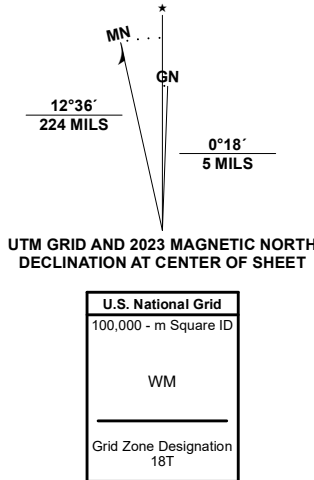 ★
MN
GN
12°36´
224 MILS
0°18´
5 MILS
UTM GRID AND 2023 MAGNETIC NORTH
DECLINATION AT CENTER OF SHEET
U.S. National Grid
100,000 - m Square ID
WM
Grid Zone Designation
18T